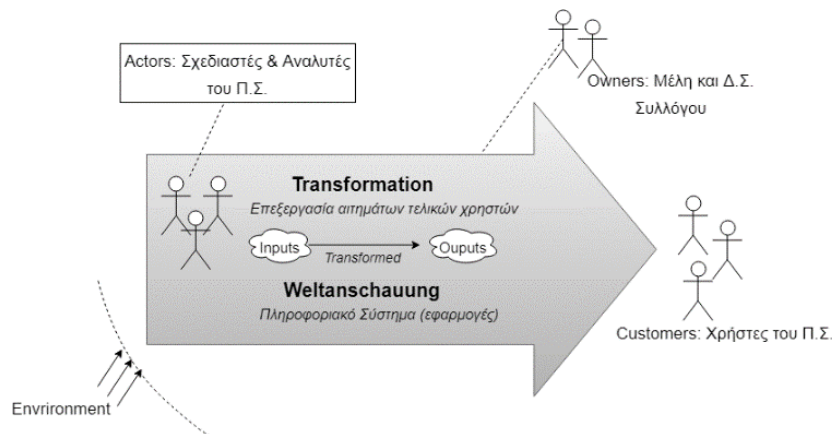 Actors: Σχεδιαστές & Αναλυτές
του Π.Σ.
Owners: Μέλη και Δ.Σ.
Συλλόγου
Transformation
Επεξεργασία αιτημάτων τελικών χρηστών
Inputs
Transformed
Ouputs
Weltanschauung
Πληροφοριακό Σύστημα (εφαρμογές)
Customers: Χρήστες του Π.Σ.
Envrironment